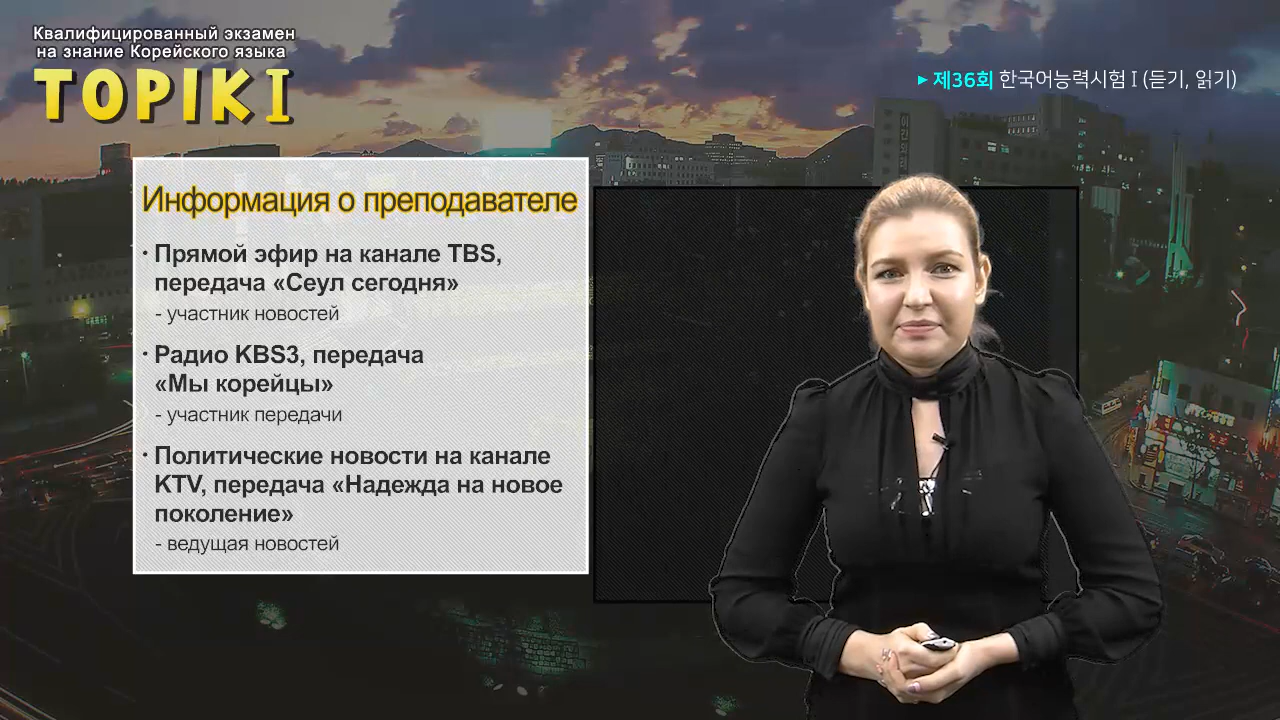 Квалифицированный экзамен
на знание Корейского языка
TOPIK I
▸ 제36회 한국어능력시험 I (듣기, 읽기)
Информация о преподавателе
· Прямой эфир на канале TBS,
передача «Сеул сегодня»
- участник новостей
· Радио KBS3, передача
«Мы корейцы»
- участник передачи
· Политические новости на канале
KTV, передача «Надежда на новое
поколение»
- ведущая новостей